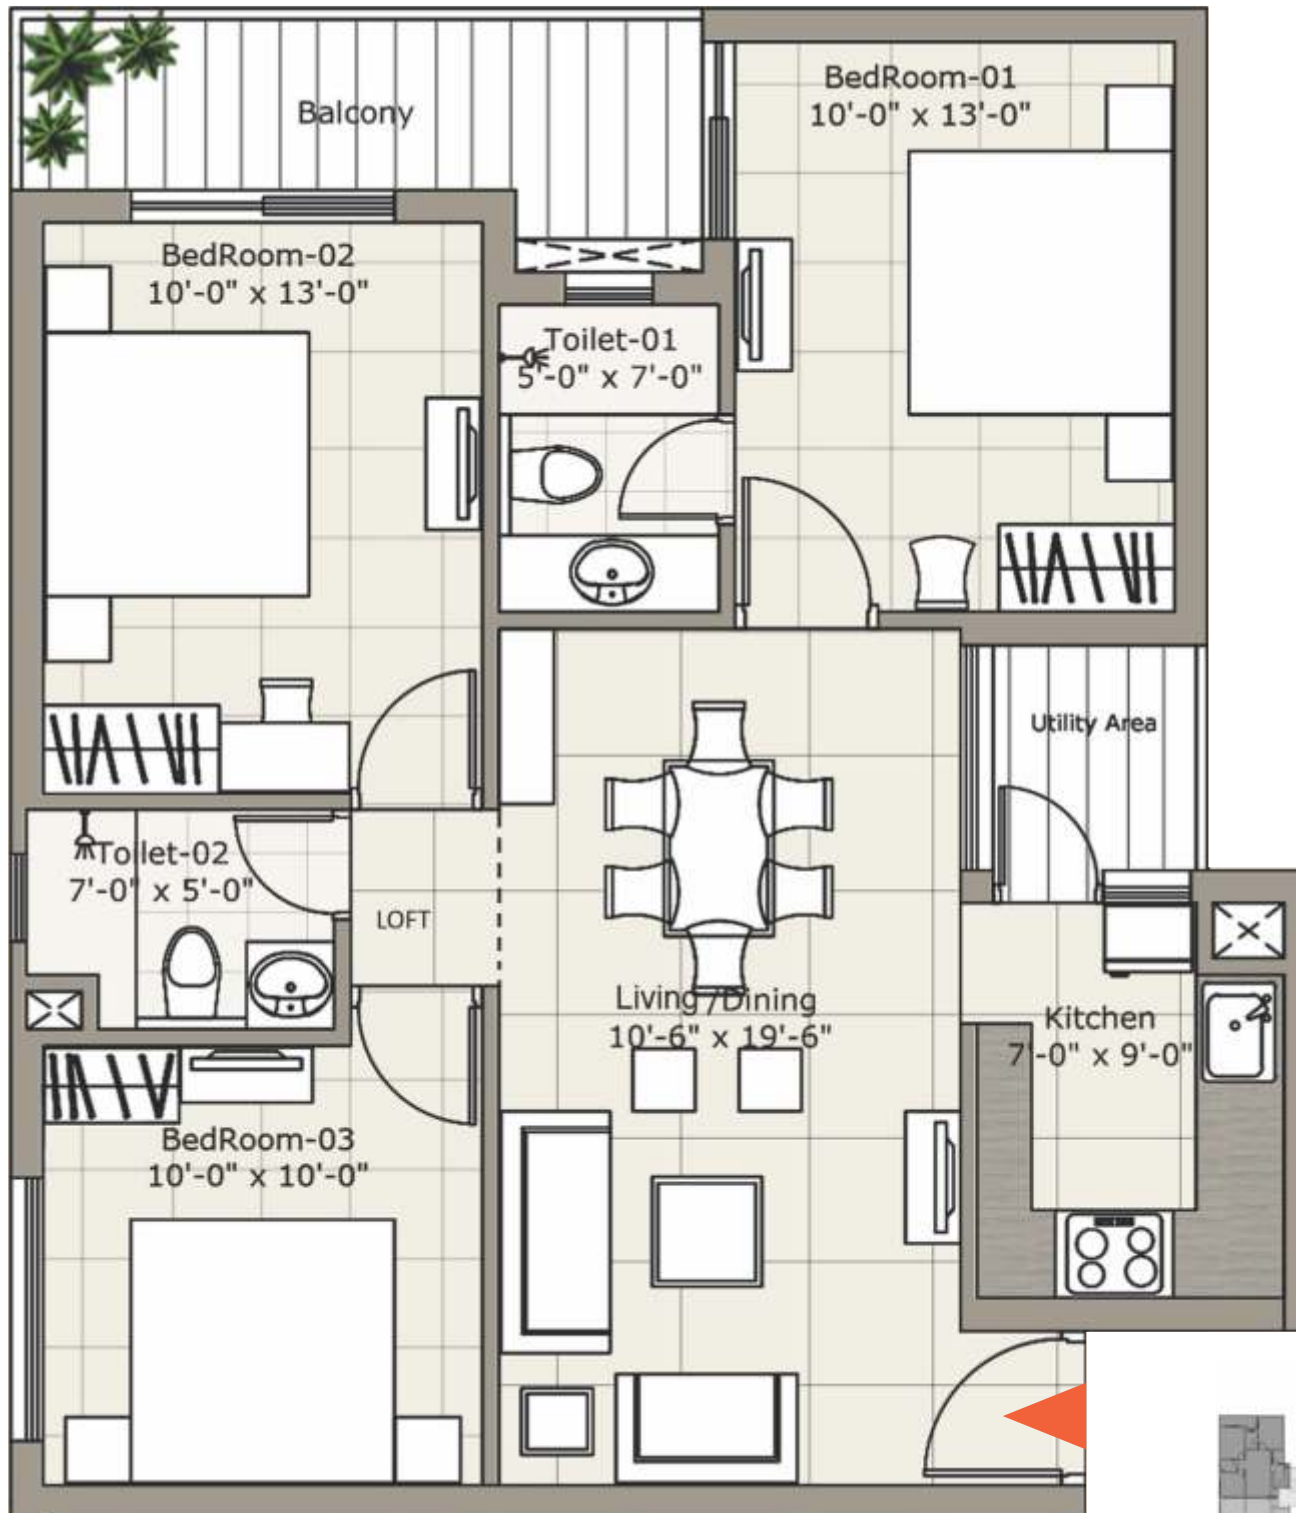 Balcony
BedRoom-01
10'-0" x 13'-0"
BedRoom-02
10'-0" x 13'-0"
Toilet-01
5'-0" x 7'-0"
Utility Area
Toilet-02
7'-0" x 5'-0"
LOFT
Living /Dining
10'-6" x 19'-6"
Kitchen
7'-0" x 9'-0"
BedRoom-03
10'-0" x 10'-0"